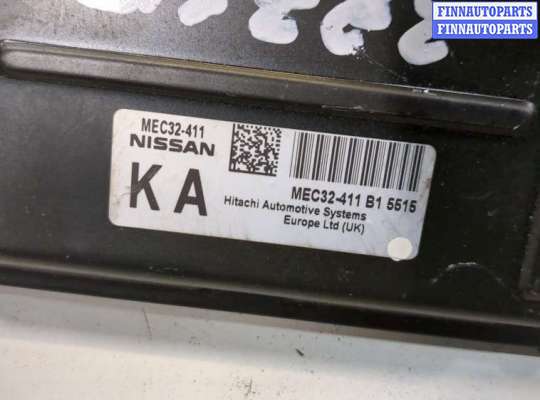 FINNAUTOPARTS
FINNAUTOPARTS
MEC32-411
NISSAN
KA
MEC32-411 B1 5515
Hitachi Automotive Systems
Europe Ltd (UK)